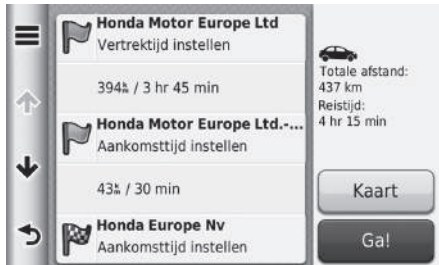 Honda Motor Europe Ltd
Vertrektijd instellen
394㎞ / 3 hr 45 min
Honda Motor Europe Ltd.-...
Aankomsttijd instellen
43㎞ / 30 min
Honda Europe Nv
Aankomsttijd instellen
Totale afstand:
437 km
Reistijd:
4 hr 15 min
Kaart
Ga!